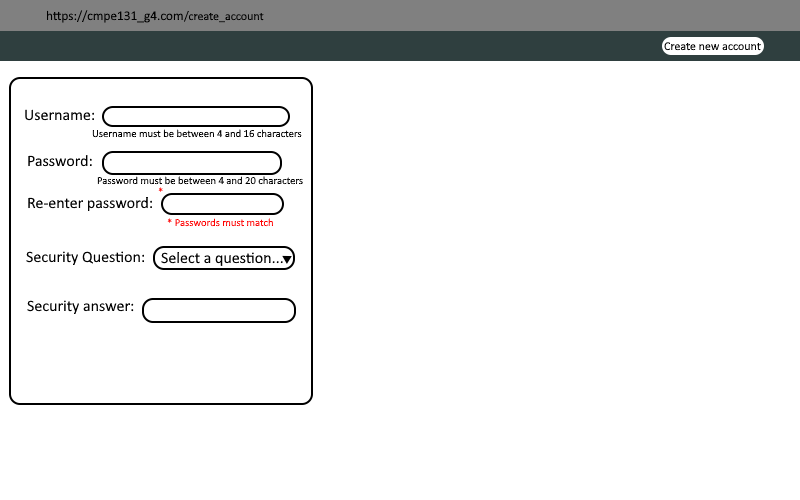 https://cmpe131_g4.com/create_account
Create new account
Username:
Username must be between 4 and 16 characters
Password:
Password must be between 4 and 20 characters
*
Re-enter password:
* Passwords must match
Security Question: Select a question...▼
Security answer: